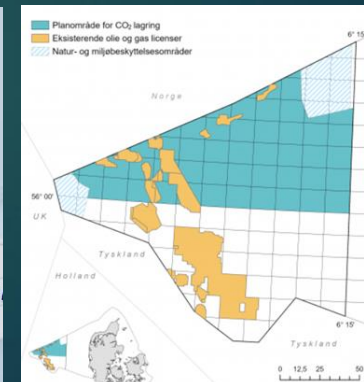 Planområde for CO₂ lagring
Eksisterende olie og gas licenser
Natur- og miljøbeskyttelsesområder
6° 15'
Norge
56° 00'
UK
Tyskland
Holland
6° 15'
Tyskland
0 12,5 25 50